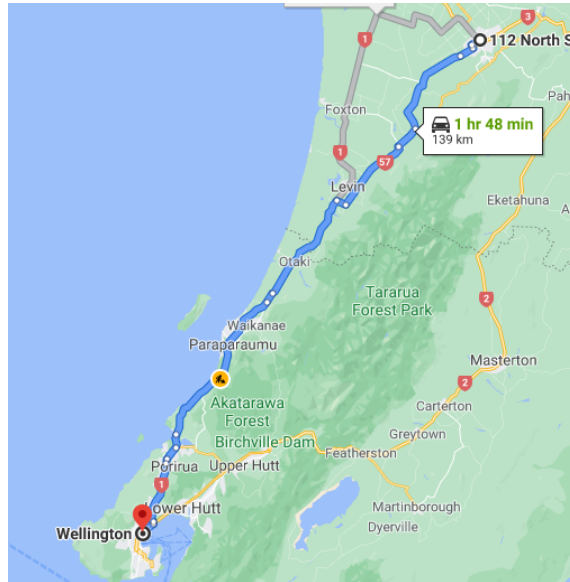 112 North S
3
1
Foxton
Pah
1 hr 48 min
139 km
1
57
Levin
Eketahuna
Otaki
Tararua
Forest Park
2
Waikanae
Paraparaumu
Masterton
2
Akatarawa
Forest
Carterton
Birchville Dam
Greytown
Featherston
Porirua
Upper Hutt
1
Lower Hutt
Martinborough
Wellington
Dyerville